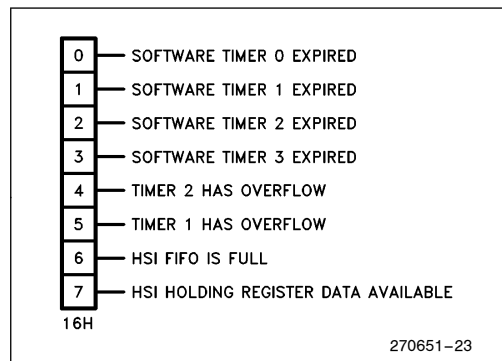 0 SOFTWARE TIMER 0 EXPIRED
1 SOFTWARE TIMER 1 EXPIRED
2 SOFTWARE TIMER 2 EXPIRED
3 SOFTWARE TIMER 3 EXPIRED
4 TIMER 2 HAS OVERFLOW
5 TIMER 1 HAS OVERFLOW
6 HSI FIFO IS FULL
7 HSI HOLDING REGISTER DATA AVAILABLE
16H
270651–23